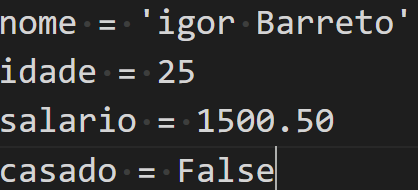 nome = 'igor Barreto'
idade = 25
salario = 1500.50
casado = False